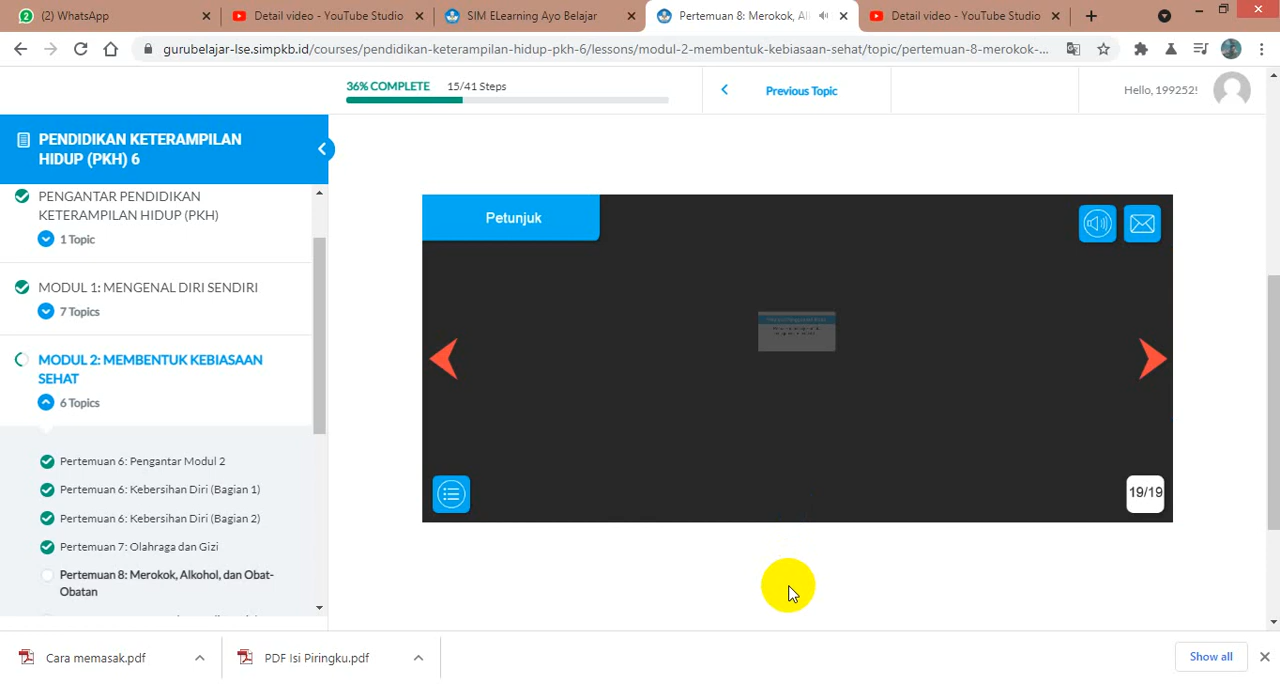 (2) WhatsApp
Detail video - YouTube Studio
SIM ELearning Ayo Belajar
Pertemuan 8: Merokok, Al
Detail video - YouTube Studio
gurubelajar-lse.simpkb.id/courses/pendidikan-keterampilan-hidup-pkh-6/lessons/modul-2-membentuk-kebiasaan-sehat/topic/pertemuan-8-merokok-...
36% COMPLETE 15/41 Steps
Previous Topic
Hello, 199252!
PENDIDIKAN KETERAMPILAN
HIDUP (PKH) 6
PENGANTAR PENDIDIKAN
KETERAMPILAN HIDUP (PKH)
1 Topic
MODUL 1: MENGENAL DIRI SENDIRI
7 Topics
MODUL 2: MEMBENTUK KEBIASAAN
SEHAT
6 Topics
Pertemuan 6: Pengantar Modul 2
Pertemuan 6: Kebersihan Diri (Bagian 1)
Pertemuan 6: Kebersihan Diri (Bagian 2)
Pertemuan 7: Olahraga dan Gizi
Pertemuan 8: Merokok, Alkohol, dan Obat-
Obatan
Petunjuk
19/19
Cara memasak.pdf
PDF Isi Piringku.pdf
Show all